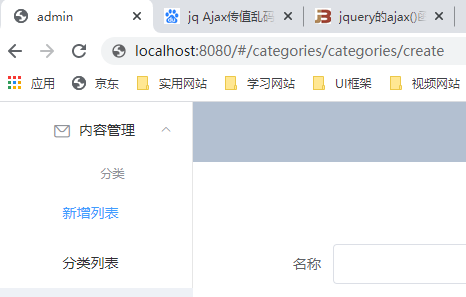 admin
jq Ajax传值乱码
jquery的ajax()
localhost:8080/#/categories/categories/create
应用
京东
实用网站
学习网站
UI框架
视频网站
内容管理
分类
新增列表
分类列表
名称